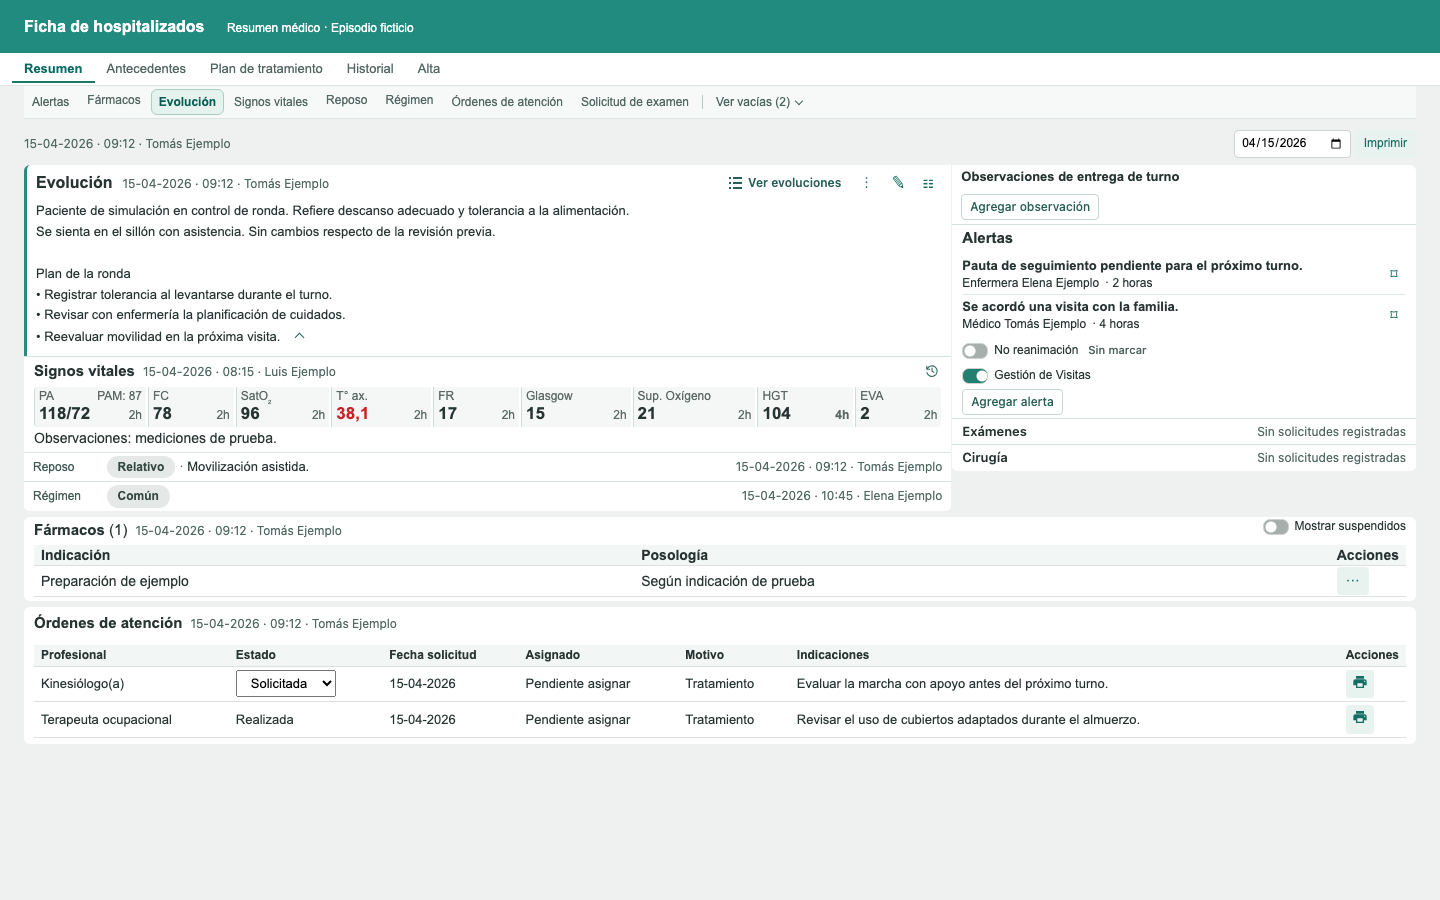 Ficha de hospitalizados Resumen médico · Episodio ficticio
Resumen Antecedentes Plan de tratamiento Historial Alta
Alertas Fármacos Evolución Signos vitales Reposo Régimen Órdenes de atención Solicitud de examen Ver vacías (2)
15-04-2026 · 09:12 · Tomás Ejemplo
04/15/2026 Imprimir
Evolución 15-04-2026 · 09:12 · Tomás Ejemplo Ver evoluciones
Paciente de simulación en control de ronda. Refiere descanso adecuado y tolerancia a la alimentación.
Se sienta en el sillón con asistencia. Sin cambios respecto de la revisión previa.
Plan de la ronda
• Registrar tolerancia al levantarse durante el turno.
• Revisar con enfermería la planificación de cuidados.
• Reevaluar movilidad en la próxima visita.
Signos vitales 15-04-2026 · 08:15 · Luis Ejemplo
PA PAM: 87 FC SatO₂ T° ax. FR Glasgow Sup. Oxígeno HGT EVA
118/72 2h 78 2h 96 2h 38,1 2h 17 2h 15 2h 21 2h 104 4h 2 2h
Observaciones: mediciones de prueba.
Reposo Relativo · Movilización asistida. 15-04-2026 · 09:12 · Tomás Ejemplo
Régimen Común 15-04-2026 · 10:45 · Elena Ejemplo
Observaciones de entrega de turno
Agregar observación
Alertas
Pauta de seguimiento pendiente para el próximo turno.
Enfermera Elena Ejemplo · 2 horas
Se acordó una visita con la familia.
Médico Tomás Ejemplo · 4 horas
No reanimación Sin marcar
Gestión de Visitas
Agregar alerta
Exámenes Sin solicitudes registradas
Cirugía Sin solicitudes registradas
Fármacos (1) 15-04-2026 · 09:12 · Tomás Ejemplo Mostrar suspendidos
Indicación Posología Acciones
Preparación de ejemplo Según indicación de prueba ...
Órdenes de atención 15-04-2026 · 09:12 · Tomás Ejemplo
Profesional Estado Fecha solicitud Asignado Motivo Indicaciones Acciones
Kinesiólogo(a) Solicitada 15-04-2026 Pendiente asignar Tratamiento Evaluar la marcha con apoyo antes del próximo turno.
Terapeuta ocupacional Realizada 15-04-2026 Pendiente asignar Tratamiento Revisar el uso de cubiertos adaptados durante el almuerzo.